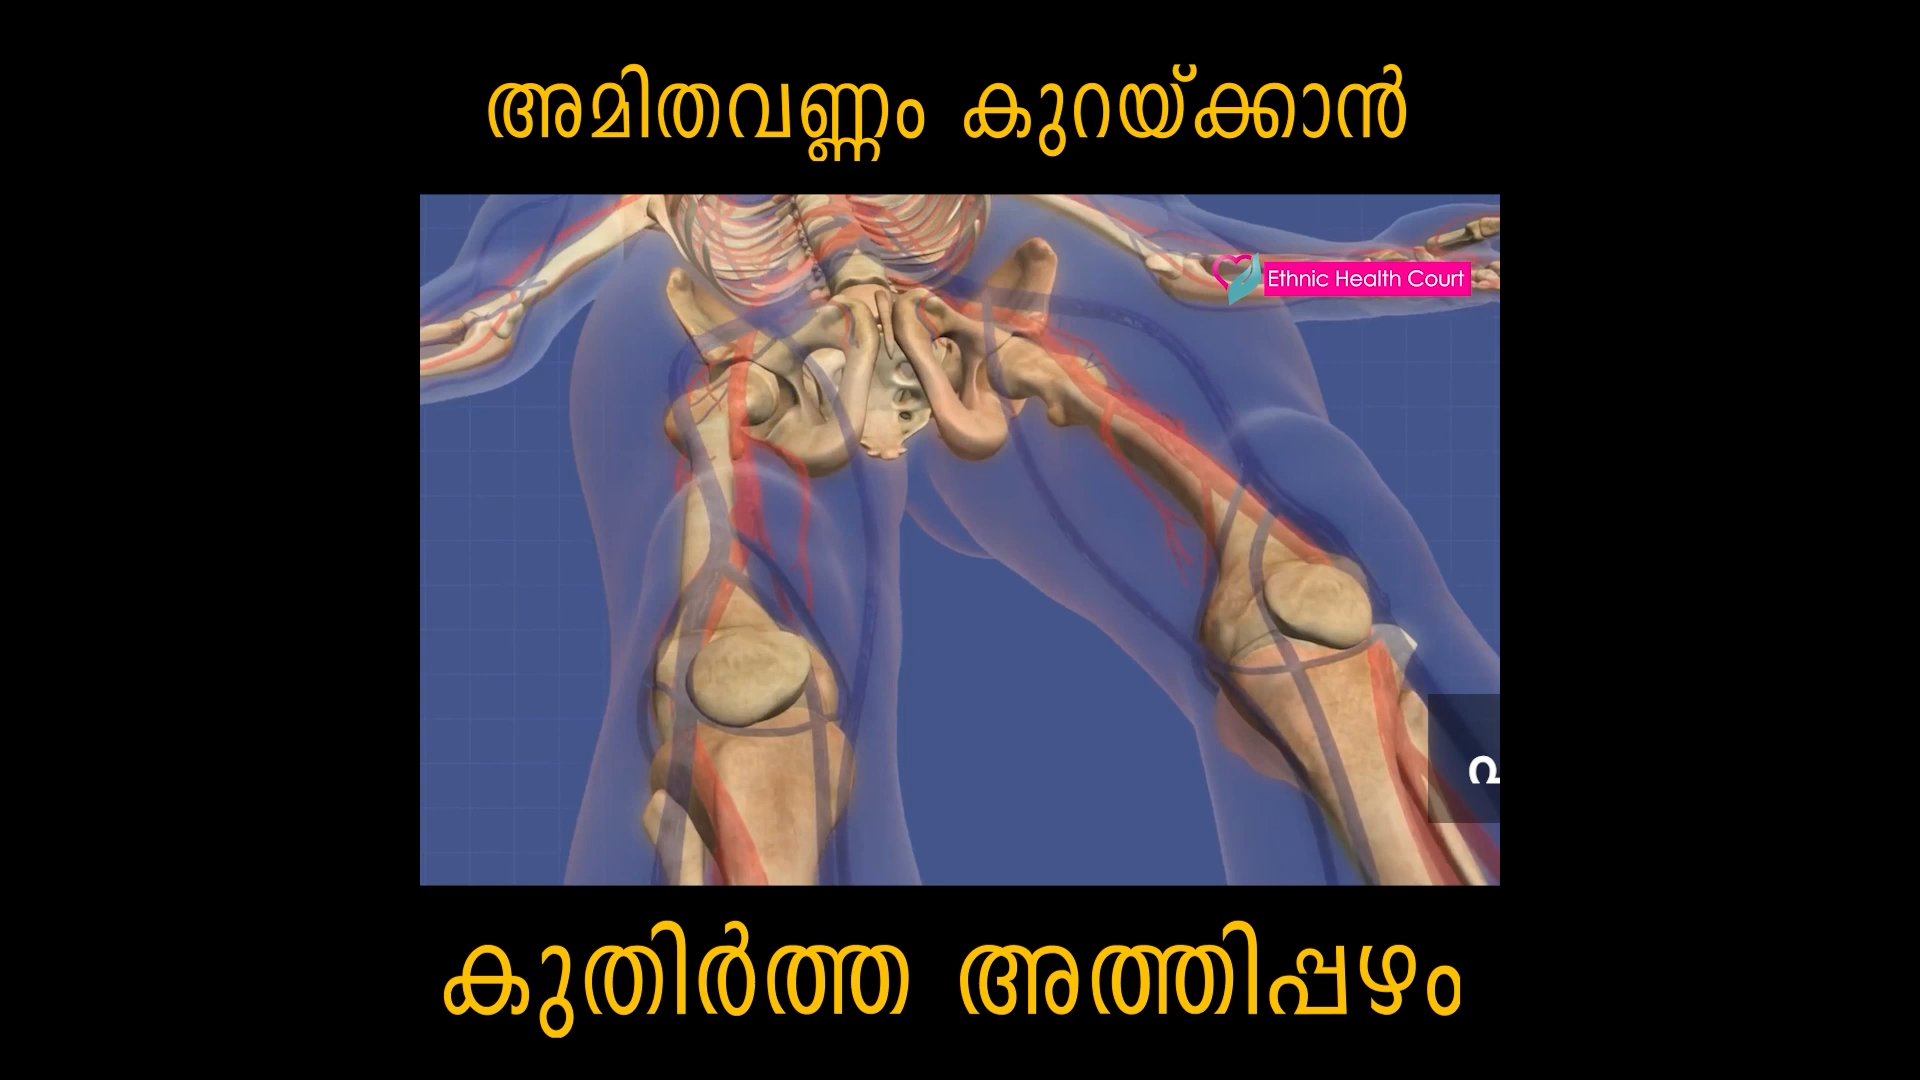 അമിതവണ്ണം കുറയ്ക്കാൻ
Ethnic Health Court
കുതിർത്ത അത്തിപ്പഴം